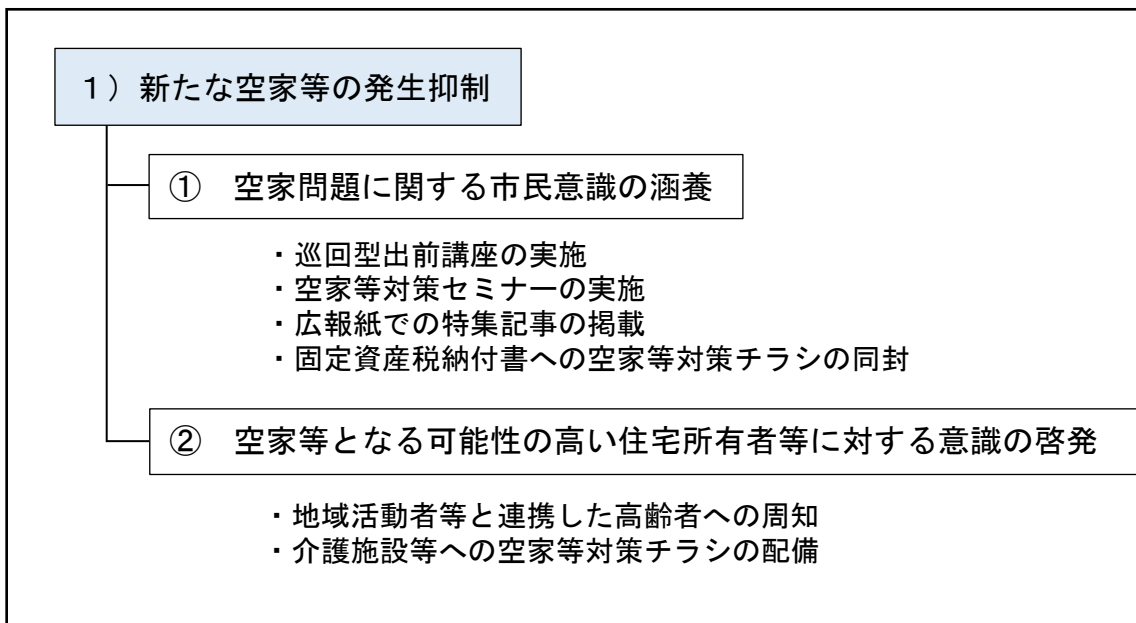 １）新たな空家等の発生抑制
①　空家問題に関する市民意識の涵養
・巡回型出前講座の実施
・空家等対策セミナーの実施
・広報紙での特集記事の掲載
・固定資産税納付書への空家等対策チラシの同封
②　空家等となる可能性の高い住宅所有者等に対する意識の啓発
・地域活動者等と連携した高齢者への周知
・介護施設等への空家等対策チラシの配備